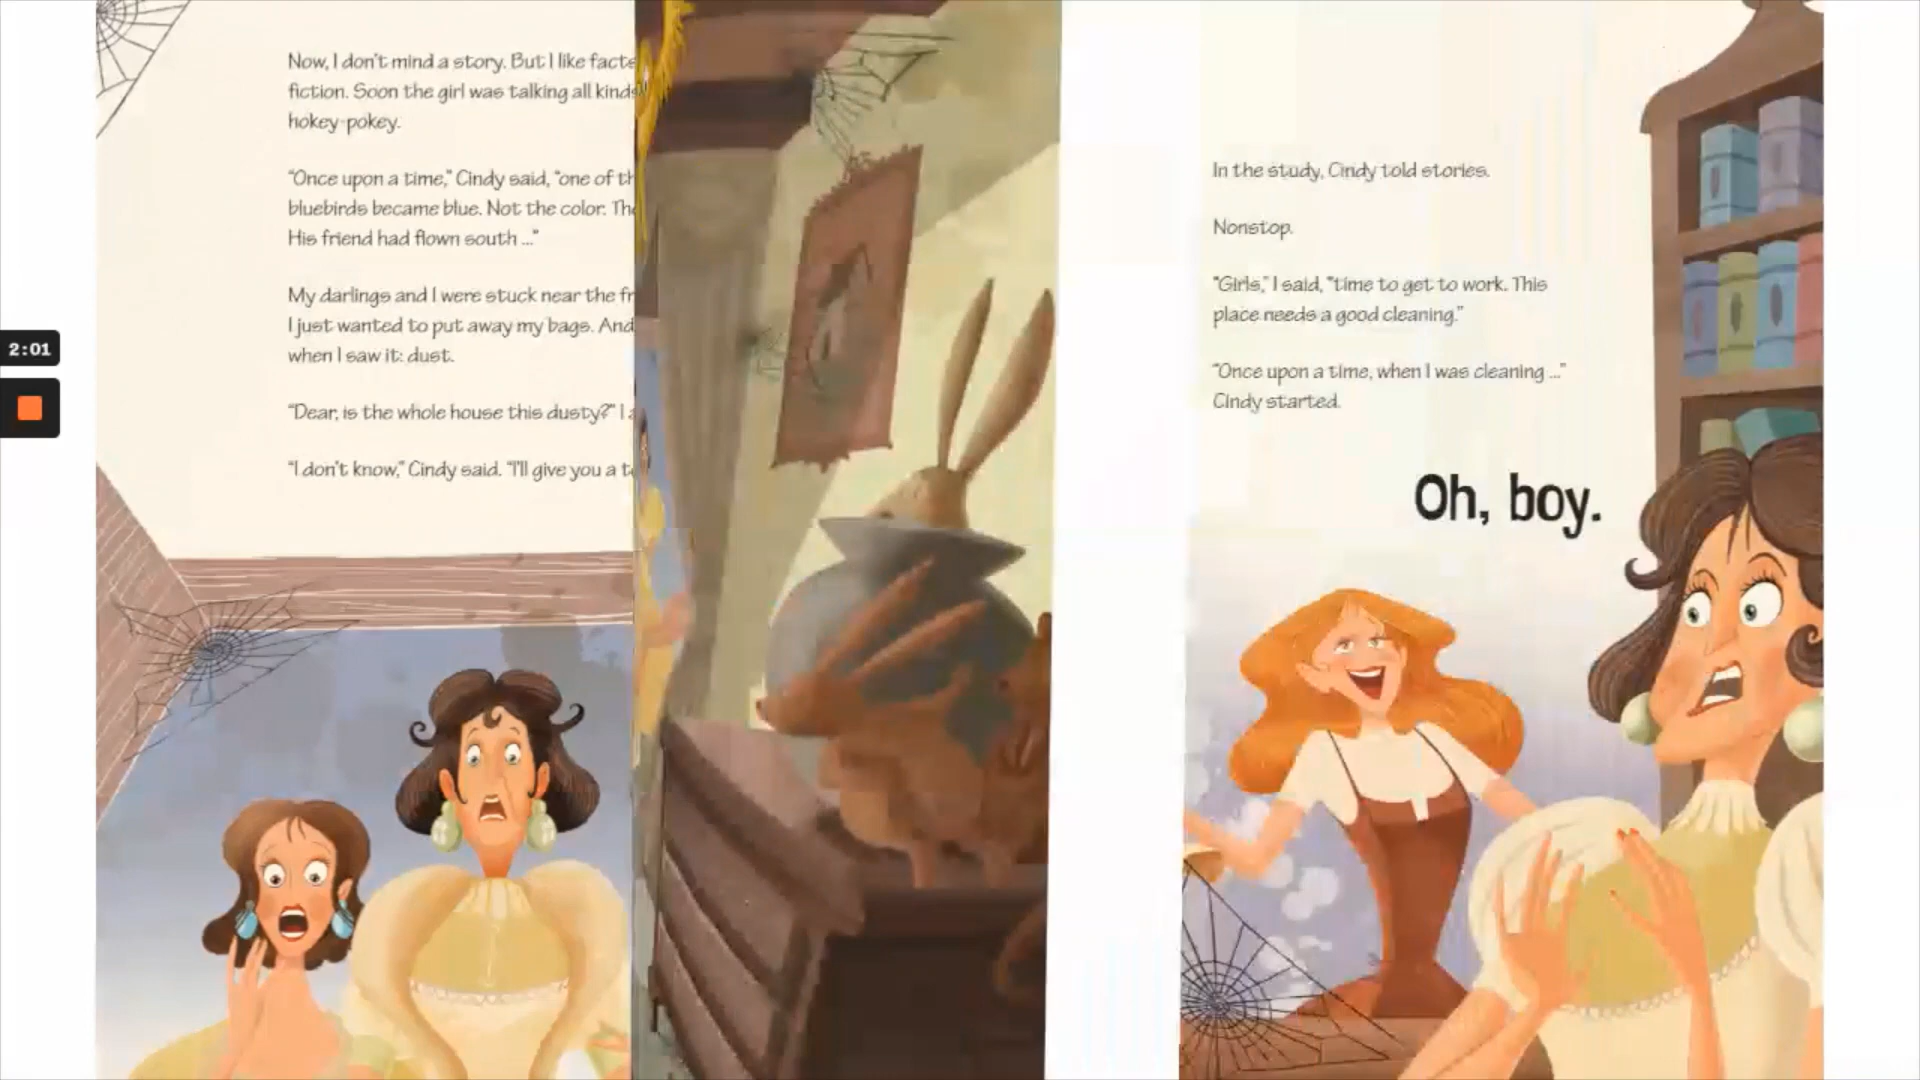 Now, I don't mind a story. But I like facts
fiction. Soon the girl was talking all kinds
hokey-pokey.
"Once upon a time," Cindy said, "one of th
bluebirds became blue. Not the color. The
His friend had flown south ..."
My darlings and I were stuck near the fr
I just wanted to put away my bags. And
when I saw it: dust.
"Dear, is the whole house this dusty?" I a
"I don't know," Cindy said. "I'll give you a to
In the study, Cindy told stories.
Nonstop.
"Girls," I said, "time to get to work. This
place needs a good cleaning."
"Once upon a time, when I was cleaning ..."
Cindy started.
Oh, boy.
2:01